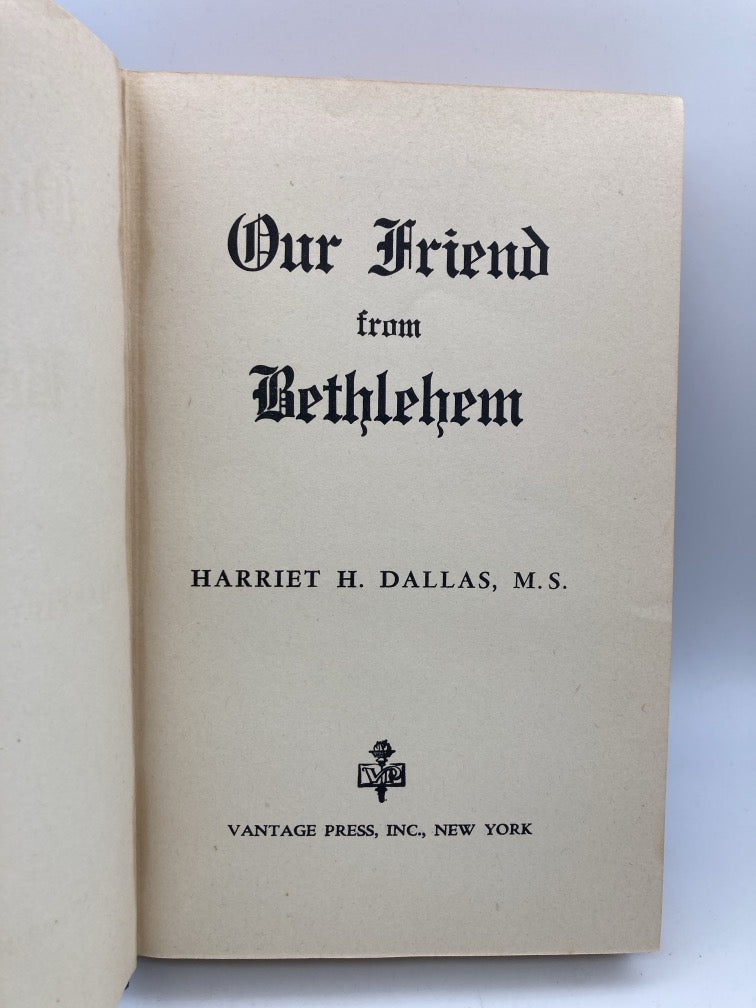 Our Friend
from
Bethlehem
HARRIET H. DALLAS, M.S.
VP
VANTAGE PRESS, INC., NEW YORK